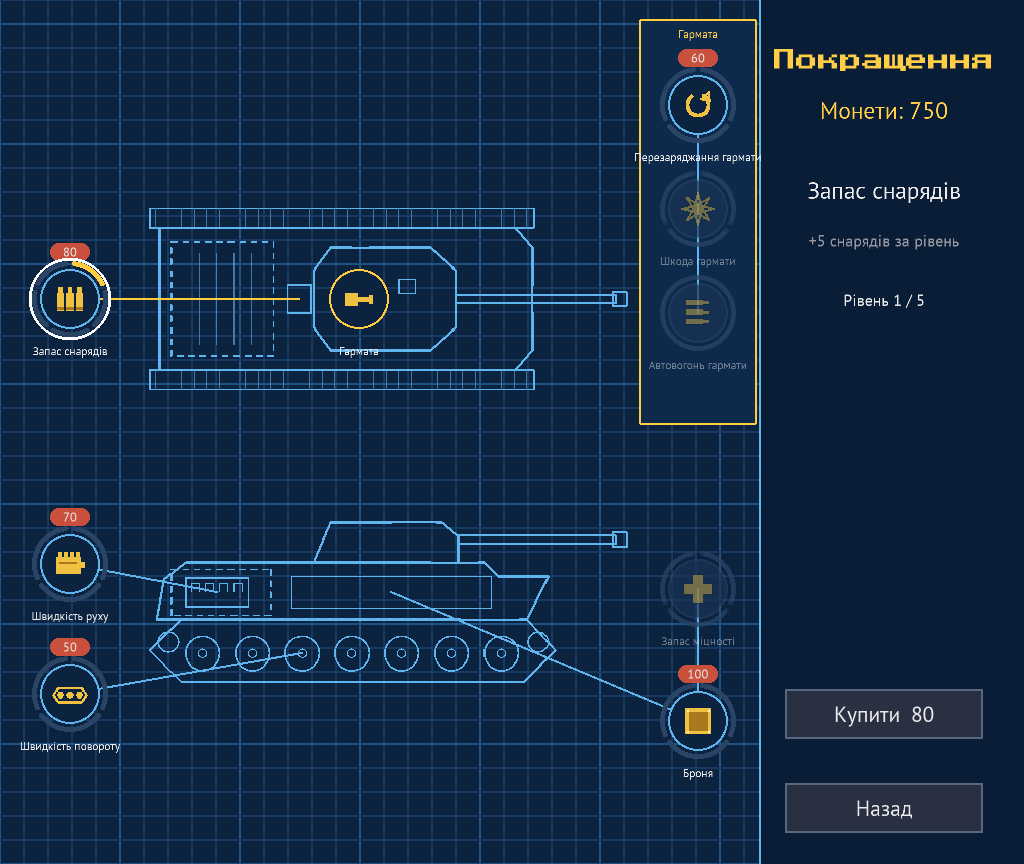 Гармата
60
Перезаряджання гармати
Шкода гармати
Автовогонь гармати
80
Запас снарядів
Гармата
70
Швидкість руху
50
Швидкість повороту
Запас міцності
100
Броня
Покращення
Монети: 750
Запас снарядів
+5 снарядів за рівень
Рівень 1 / 5
Купити 80
Назад